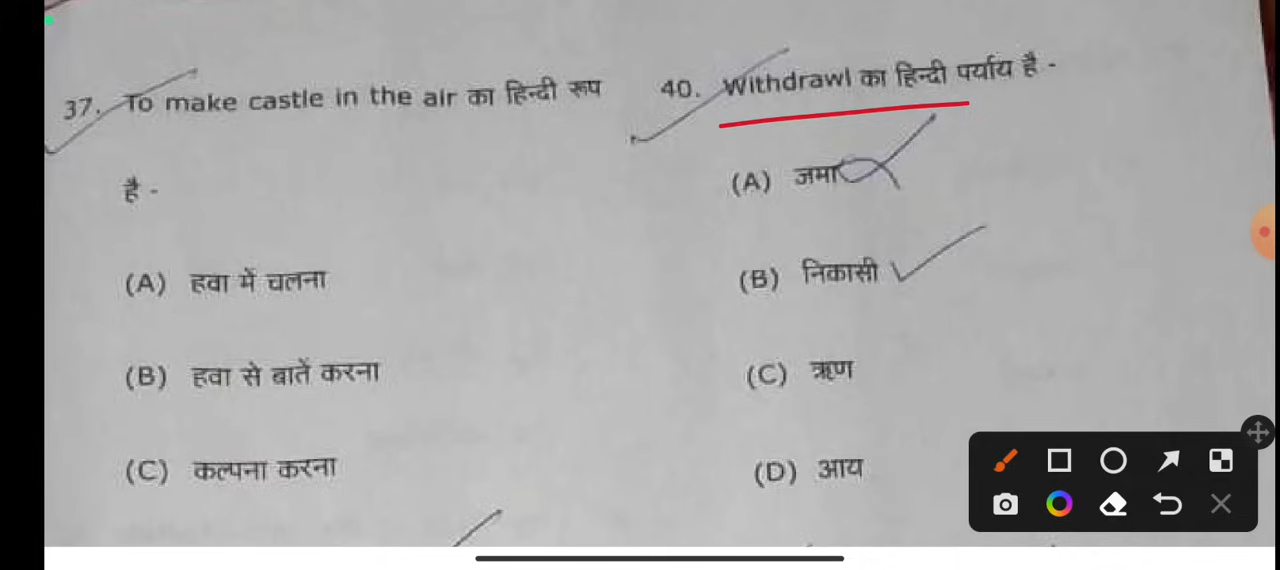 37. To make castle in the air का हिन्दी रूप
है -
(A) हवा में चलना
(B) हवा से बातें करना
(C) कल्पना करना
40. Withdrawl का हिन्दी पर्याय है -
(A) जमा
(B) निकासी
(C) ऋण
(D) आय